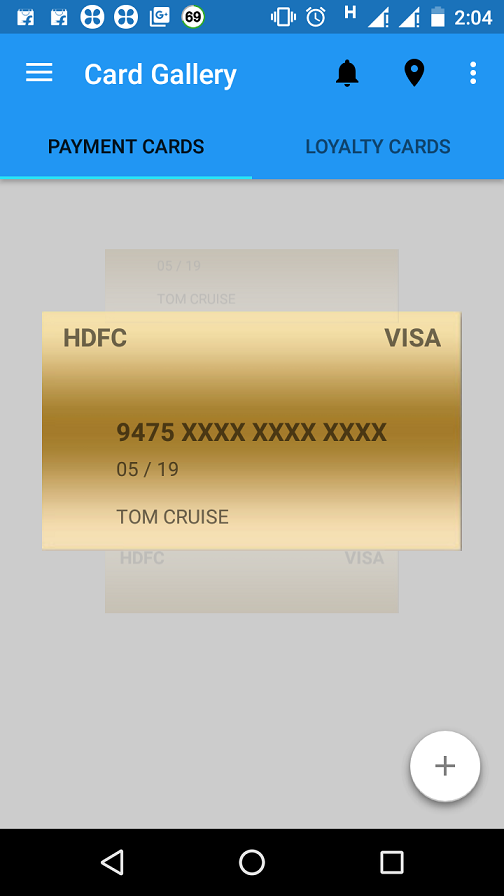 69
H
2:04
Card Gallery
PAYMENT CARDS
LOYALTY CARDS
05 / 19
TOM CRUISE
HDFC
VISA
9475 XXXX XXXX XXXX
05 / 19
TOM CRUISE
HDFC
VISA